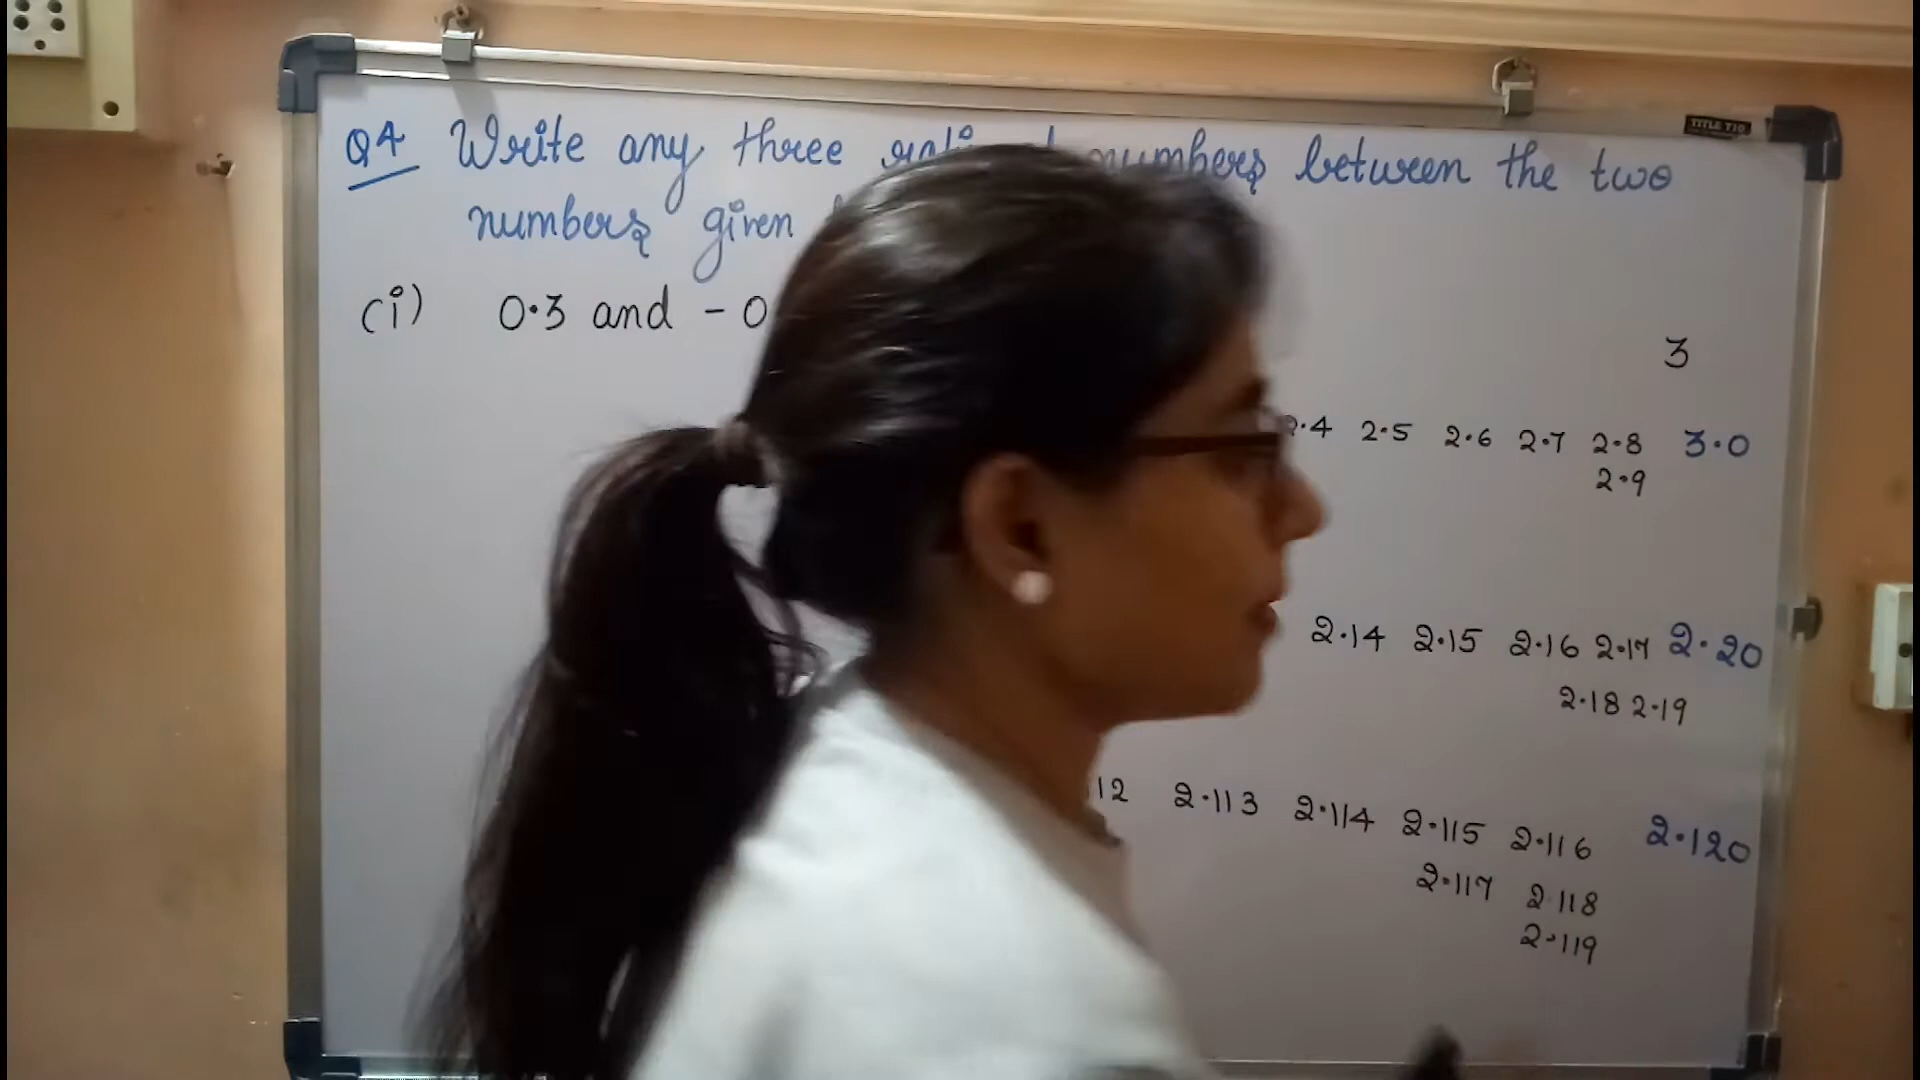 Q4 Write any three numbers between the two
numbers given
(i) 0.3 and - 0
3
2.4 2.5 2.6 2.7 2.8 3.0
2.9
2.14 2.15 2.16 2.17 2.20
2.18 2.19
12 2.113 2.114 2.115 2.116 2.120
2.117 2.118
2.119
TITLE T10